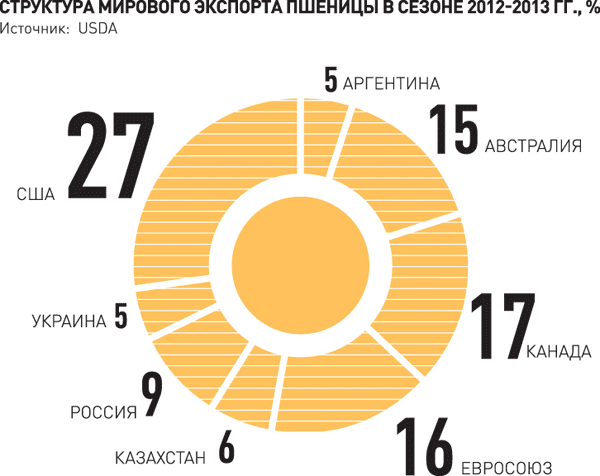 СТРУКТУРА МИРОВОГО ЭКСПОРТА ПШЕНИЦЫ В СЕЗОНЕ 2012-2013 ГГ., %
Источник: USDA
5 АРГЕНТИНА
15 АВСТРАЛИЯ
27
США
17 КАНАДА
УКРАИНА 5
РОССИЯ 9
КАЗАХСТАН 6
16 ЕВРОСОЮЗ